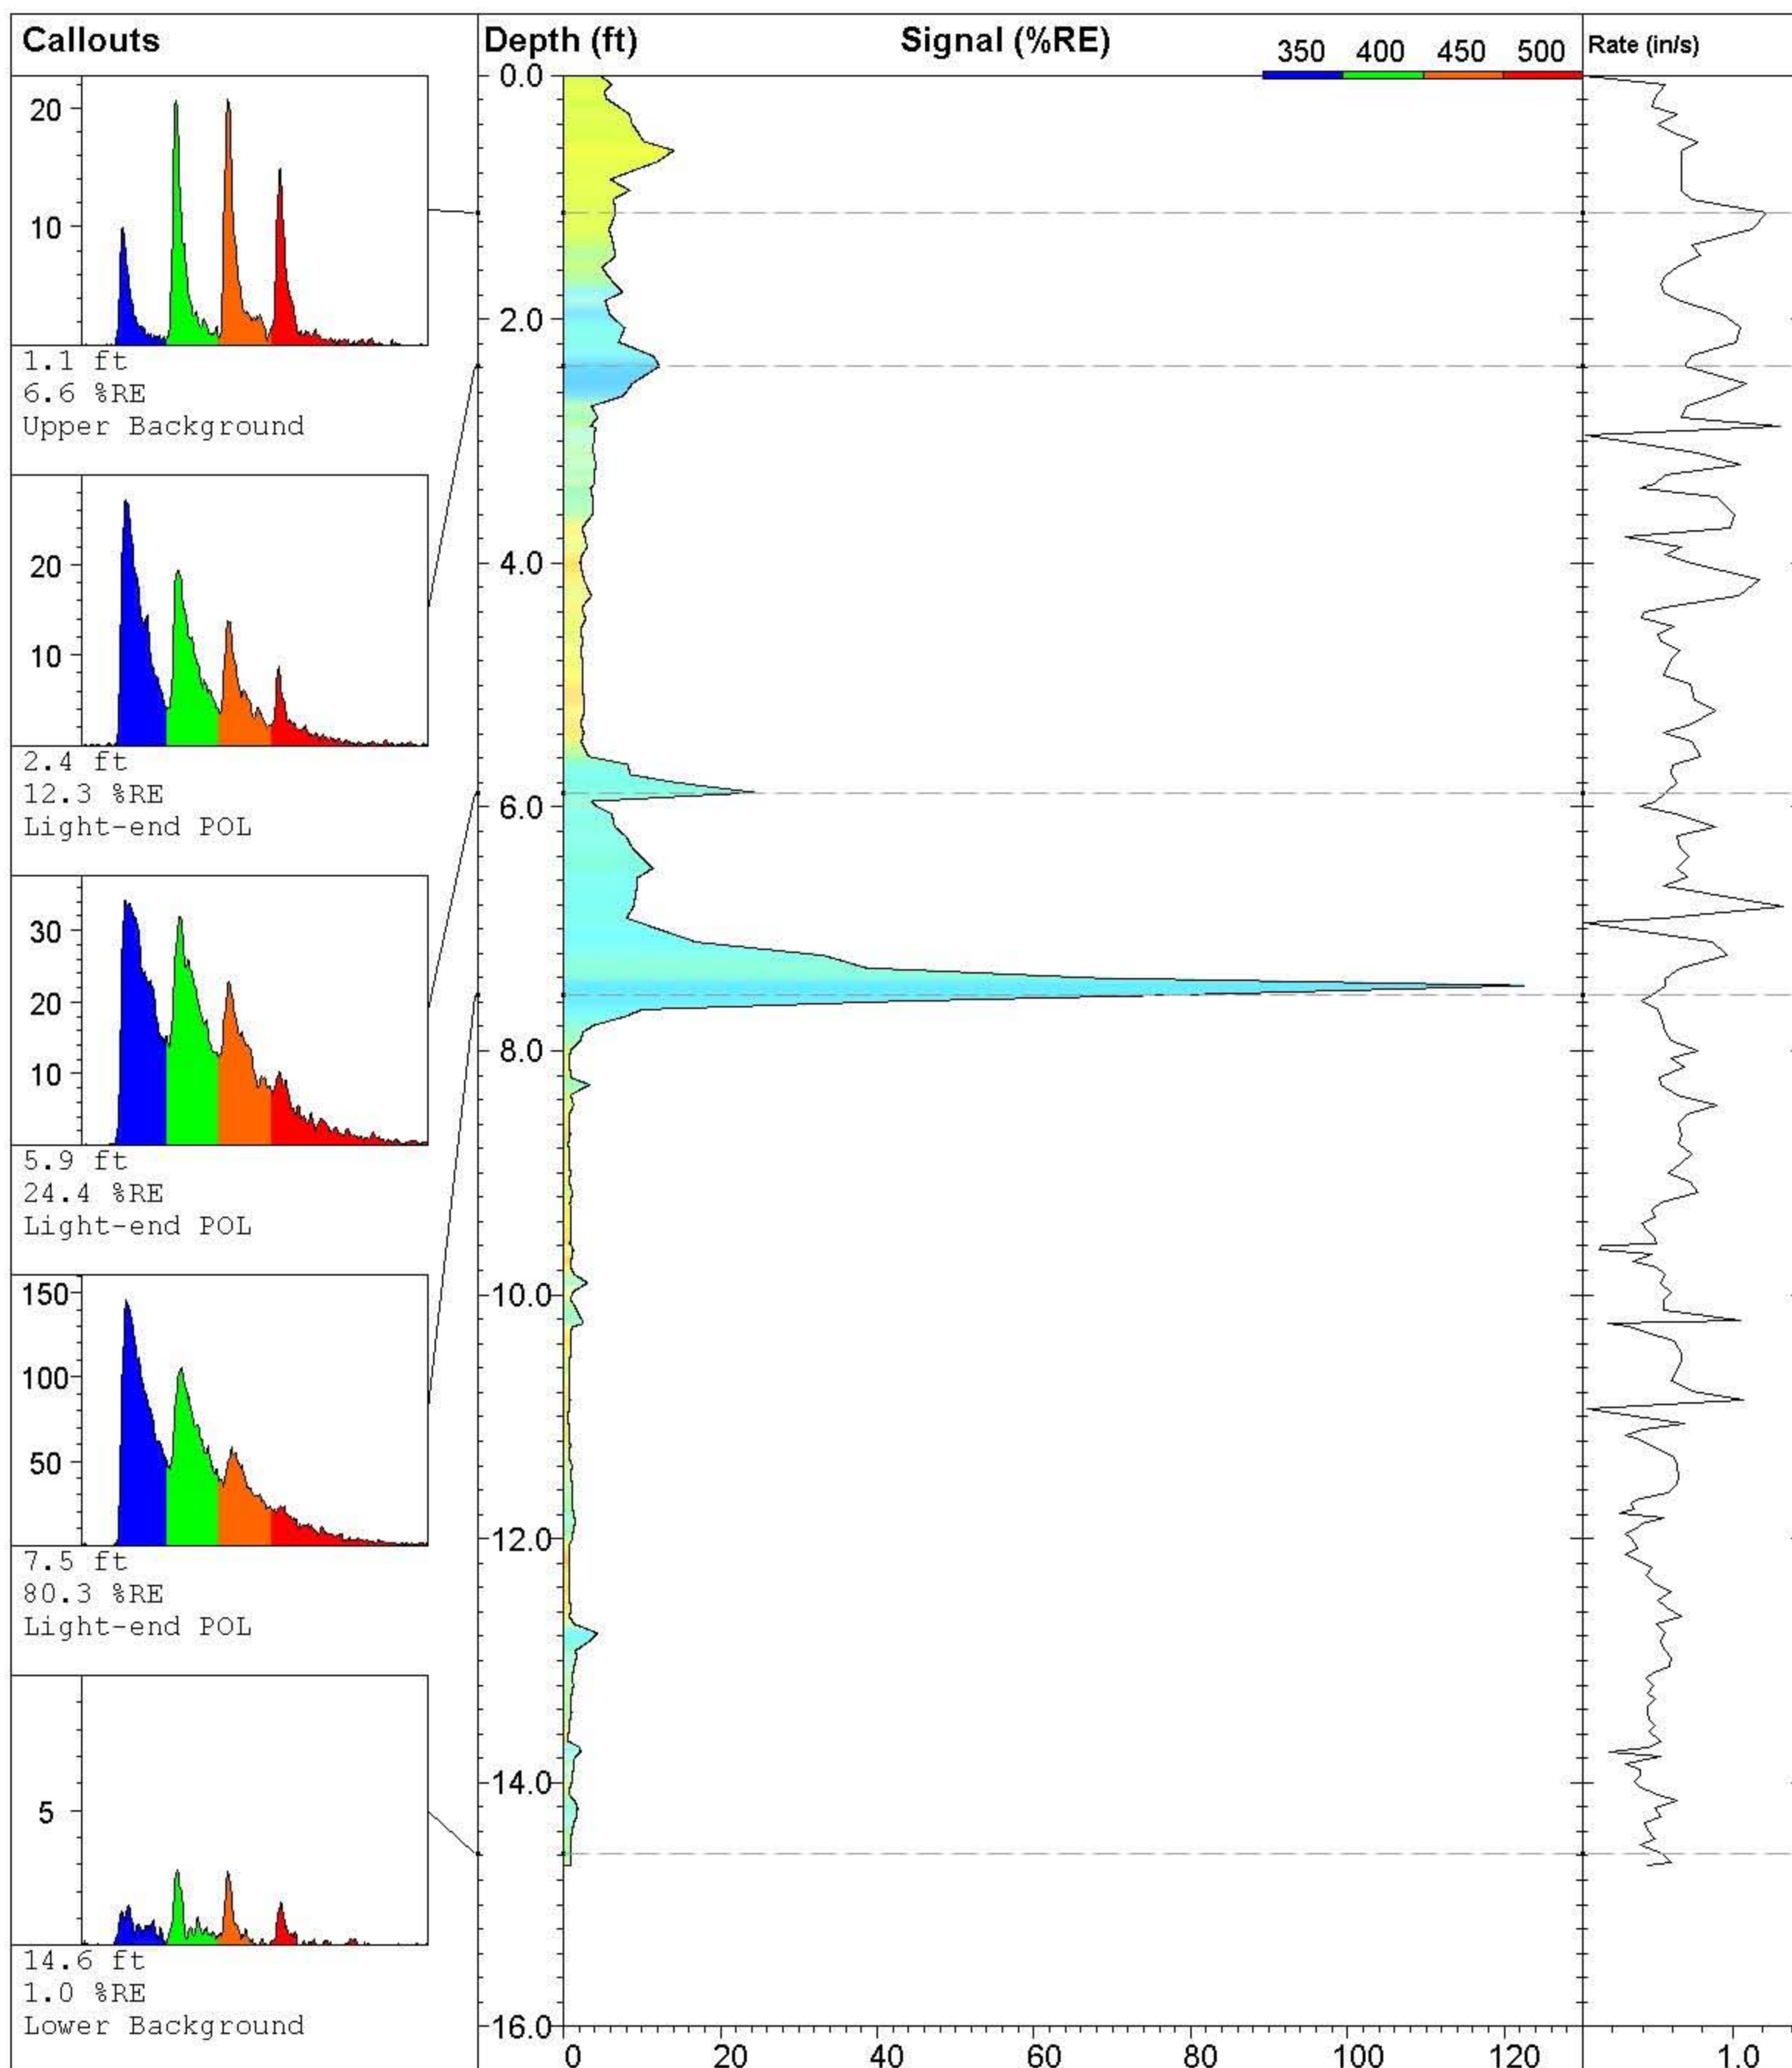 Callouts
Depth (ft)
Signal (%RE)
350 400 450 500
Rate (in/s)
20
10
1.1 ft
6.6 %RE
Upper Background
20
10
2.4 ft
12.3 %RE
Light-end POL
30
20
10
5.9 ft
24.4 %RE
Light-end POL
150
100
50
7.5 ft
80.3 %RE
Light-end POL
5
14.6 ft
1.0 %RE
Lower Background
0.0
2.0
4.0
6.0
8.0
10.0
12.0
14.0
16.0
0 20 40 60 80 100 120
1.0